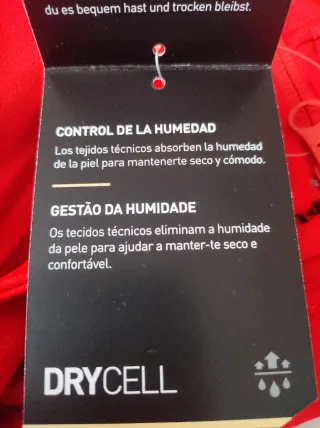 du es bequem hast und trocken bleibst.
CONTROL DE LA HUMEDAD
Los tejidos técnicos absorben la humedad
de la piel para mantenerte seco y cómodo.
GESTÃO DA HUMIDADE
Os tecidos técnicos eliminam a humidade
da pele para ajudar a manter-te seco e
confortável.
DRYCELL